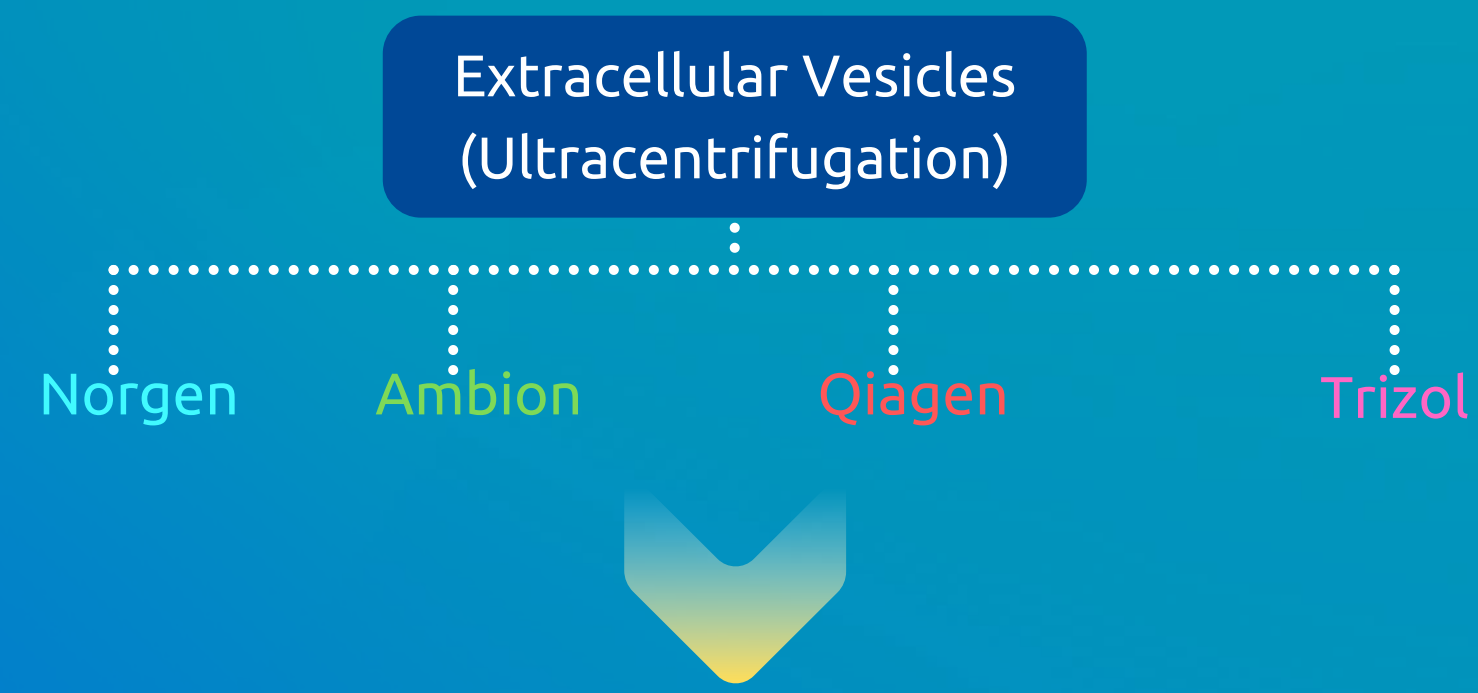 Extracellular Vesicles
(Ultracentrifugation)
Norgen Ambion Qiagen Trizol